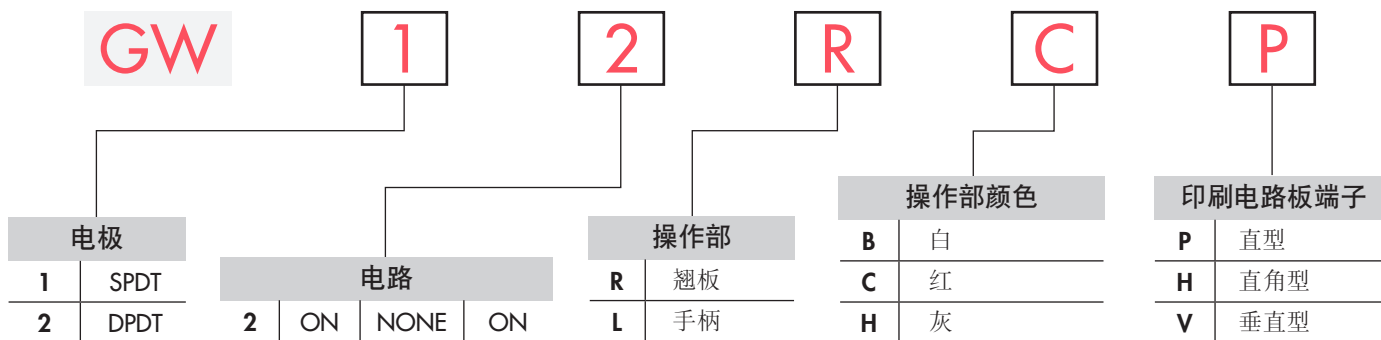 GW 1 2 R C P
电极
1 SPDT
2 DPDT
电路
2 ON NONE ON
操作部
R 翘板
L 手柄
操作部颜色
B 白
C 红
H 灰
印刷电路板端子
P 直型
H 直角型
V 垂直型